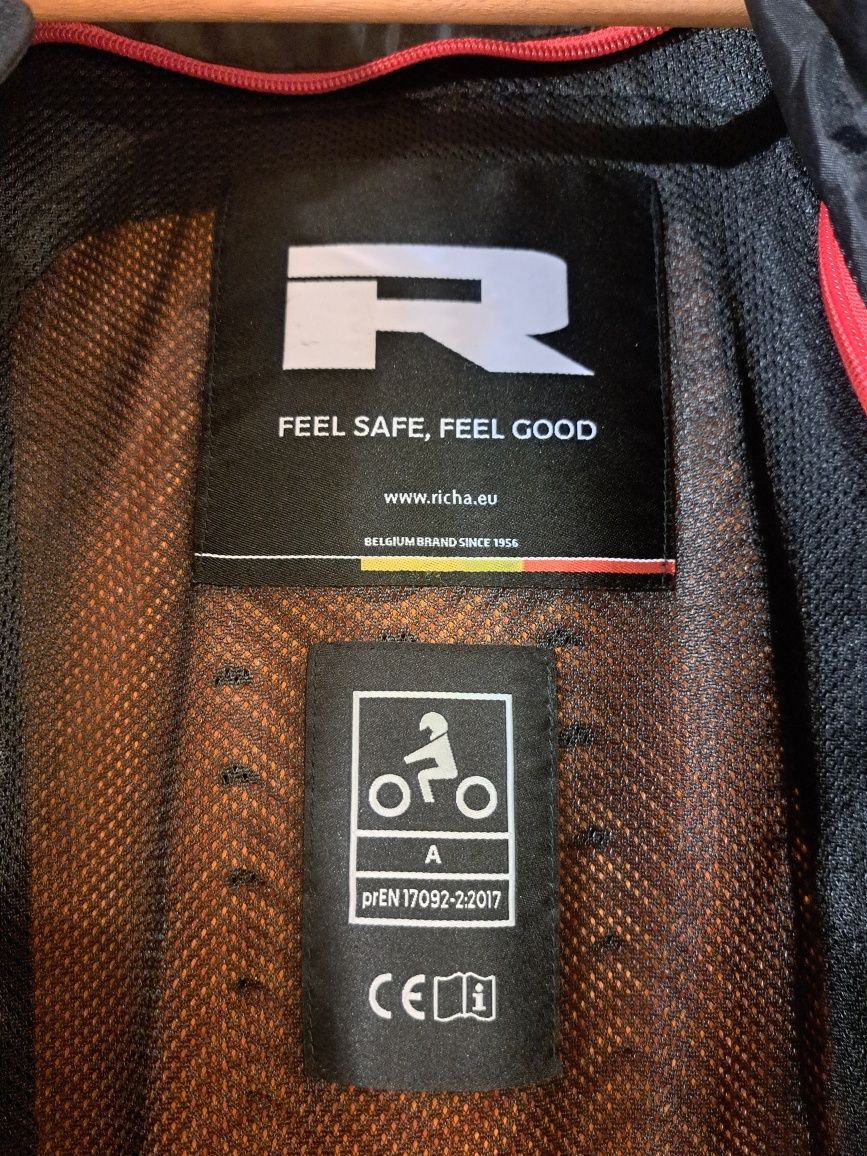 R
FEEL SAFE, FEEL GOOD
www.richa.eu
BELGIUM BRAND SINCE 1956
A
prEN 17092-2:2017
CE i